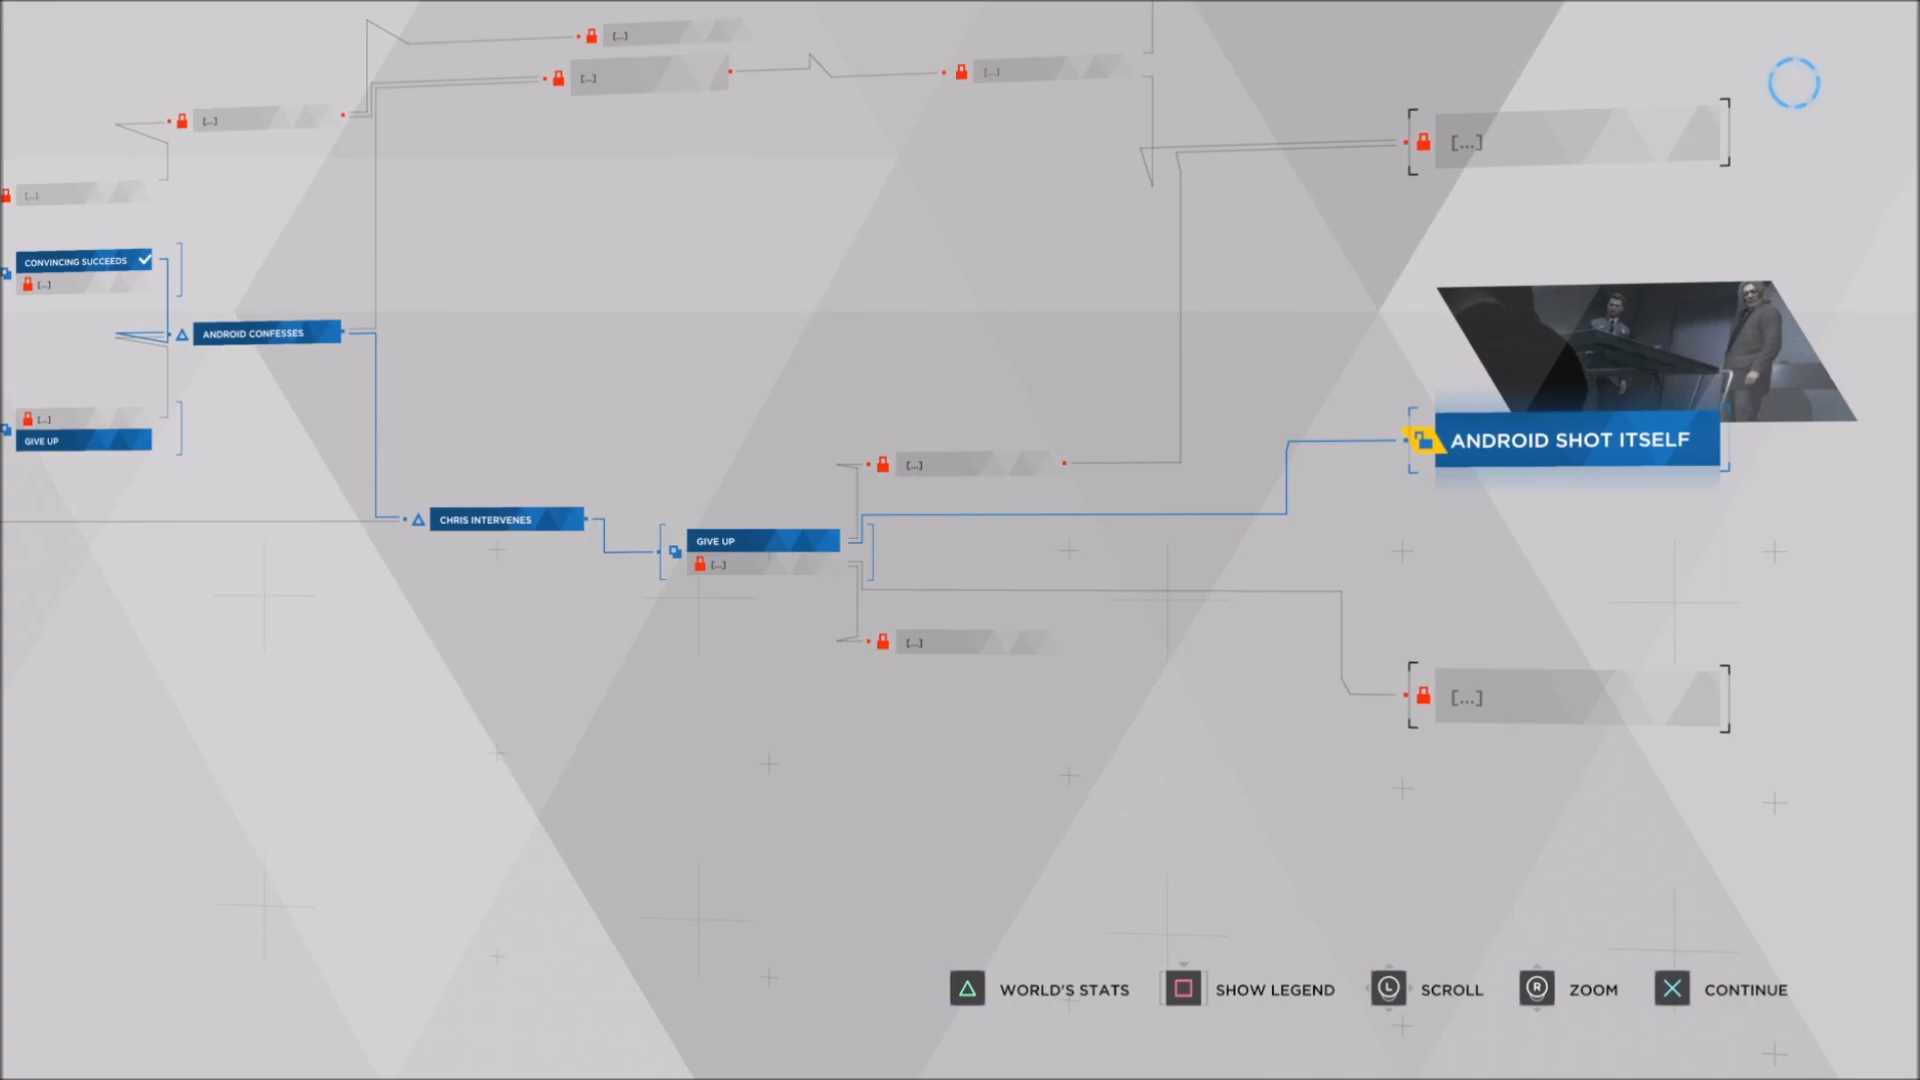 [...]
[...]
[...]
[...]
[...]
[...]
CONVINCING SUCCEEDS
[...]
ANDROID CONFESSES
[...]
GIVE UP
ANDROID SHOT ITSELF
[...]
CHRIS INTERVENES
GIVE UP
[...]
[...]
[...]
WORLD'S STATS
SHOW LEGEND
L SCROLL
R ZOOM
CONTINUE